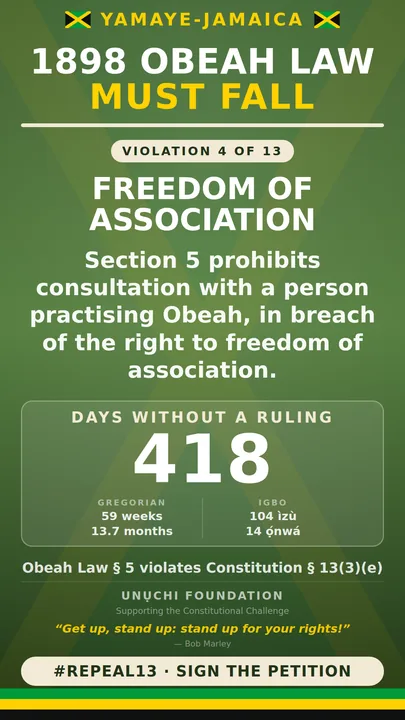 YAMAYE-JAMAICA
1898 OBEAH LAW
MUST FALL
VIOLATION 4 OF 13
FREEDOM OF
ASSOCIATION
Section 5 prohibits
consultation with a person
practising Obeah, in breach
of the right to freedom of
association.
DAYS WITHOUT A RULING
418
GREGORIAN
59 weeks
13.7 months
IGBO
104 ìzù
14 ọ́nwá
Obeah Law § 5 violates Constitution § 13(3)(e)
UNỤCHI FOUNDATION
Supporting the Constitutional Challenge
“Get up, stand up: stand up for your rights!”
— Bob Marley
#REPEAL13 · SIGN THE PETITION